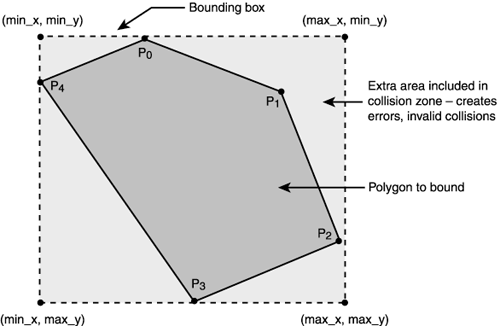 Bounding box
(min_x, min_y)
(max_x, min_y)
P0
P4
P1
Extra area included in
collision zone – creates
errors, invalid collisions
Polygon to bound
P2
P3
(min_x, max_y)
(max_x, max_y)